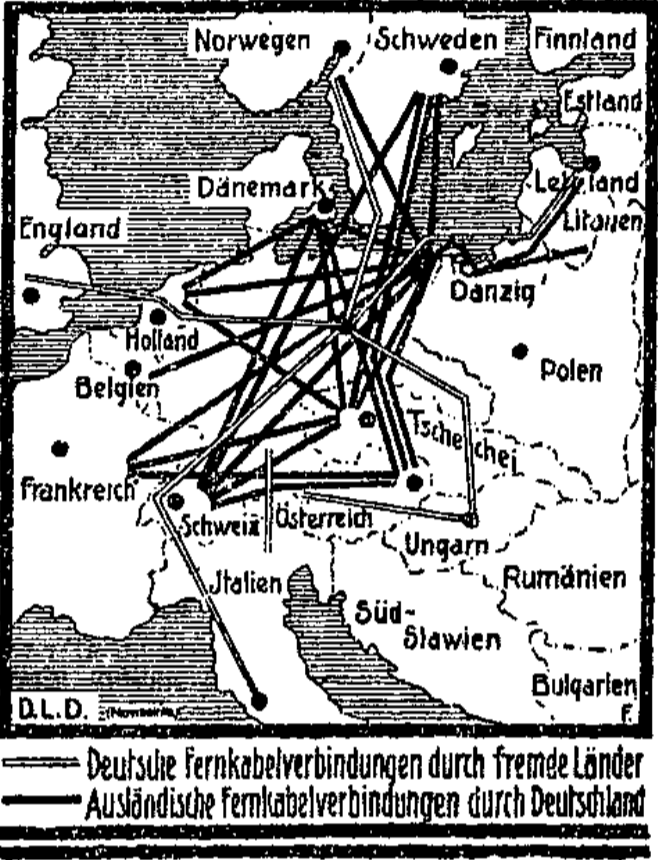 Norwegen
Schweden
Finnland
Estland
Dänemark
Lettland
Litauen
England
Danzig
Holland
Belgien
Polen
Tschechei
Frankreich
Schweiz
Österreich
Ungarn
Italien
Rumänien
Süd-
Slawien
Bulgarien
D.L.D.
F.
Deutsche Fernkabelverbindungen durch fremde Länder
Ausländische Fernkabelverbindungen durch Deutschland